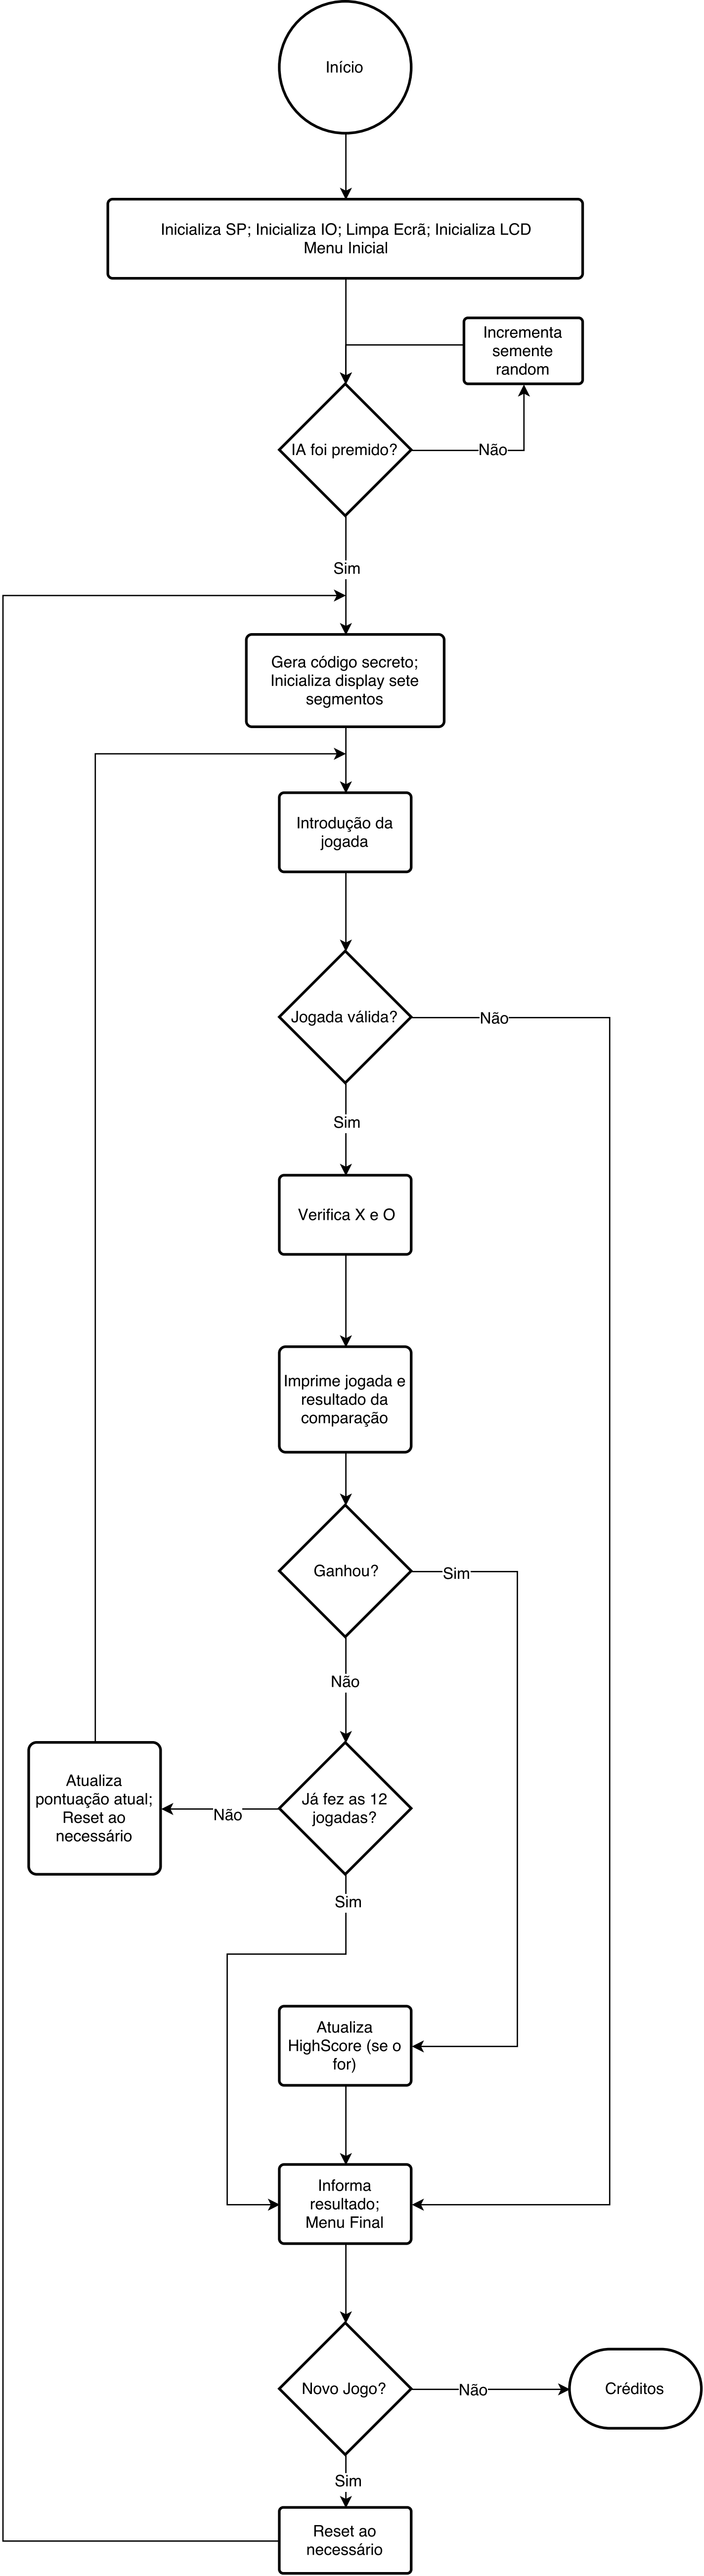 Início
Inicializa SP; Inicializa IO; Limpa Ecrã; Inicializa LCD
Menu Inicial
Incrementa
semente
random
IA foi premido?
Não
Sim
Gera código secreto;
Inicializa display sete
segmentos
Introdução da
jogada
Jogada válida?
Não
Sim
Verifica X e O
Imprime jogada e
resultado da
comparação
Ganhou?
Sim
Não
Atualiza
pontuação atual;
Reset ao
necessário
Não
Já fez as 12
jogadas?
Sim
Atualiza
HighScore (se o
for)
Informa
resultado;
Menu Final
Novo Jogo?
Não
Créditos
Sim
Reset ao
necessário